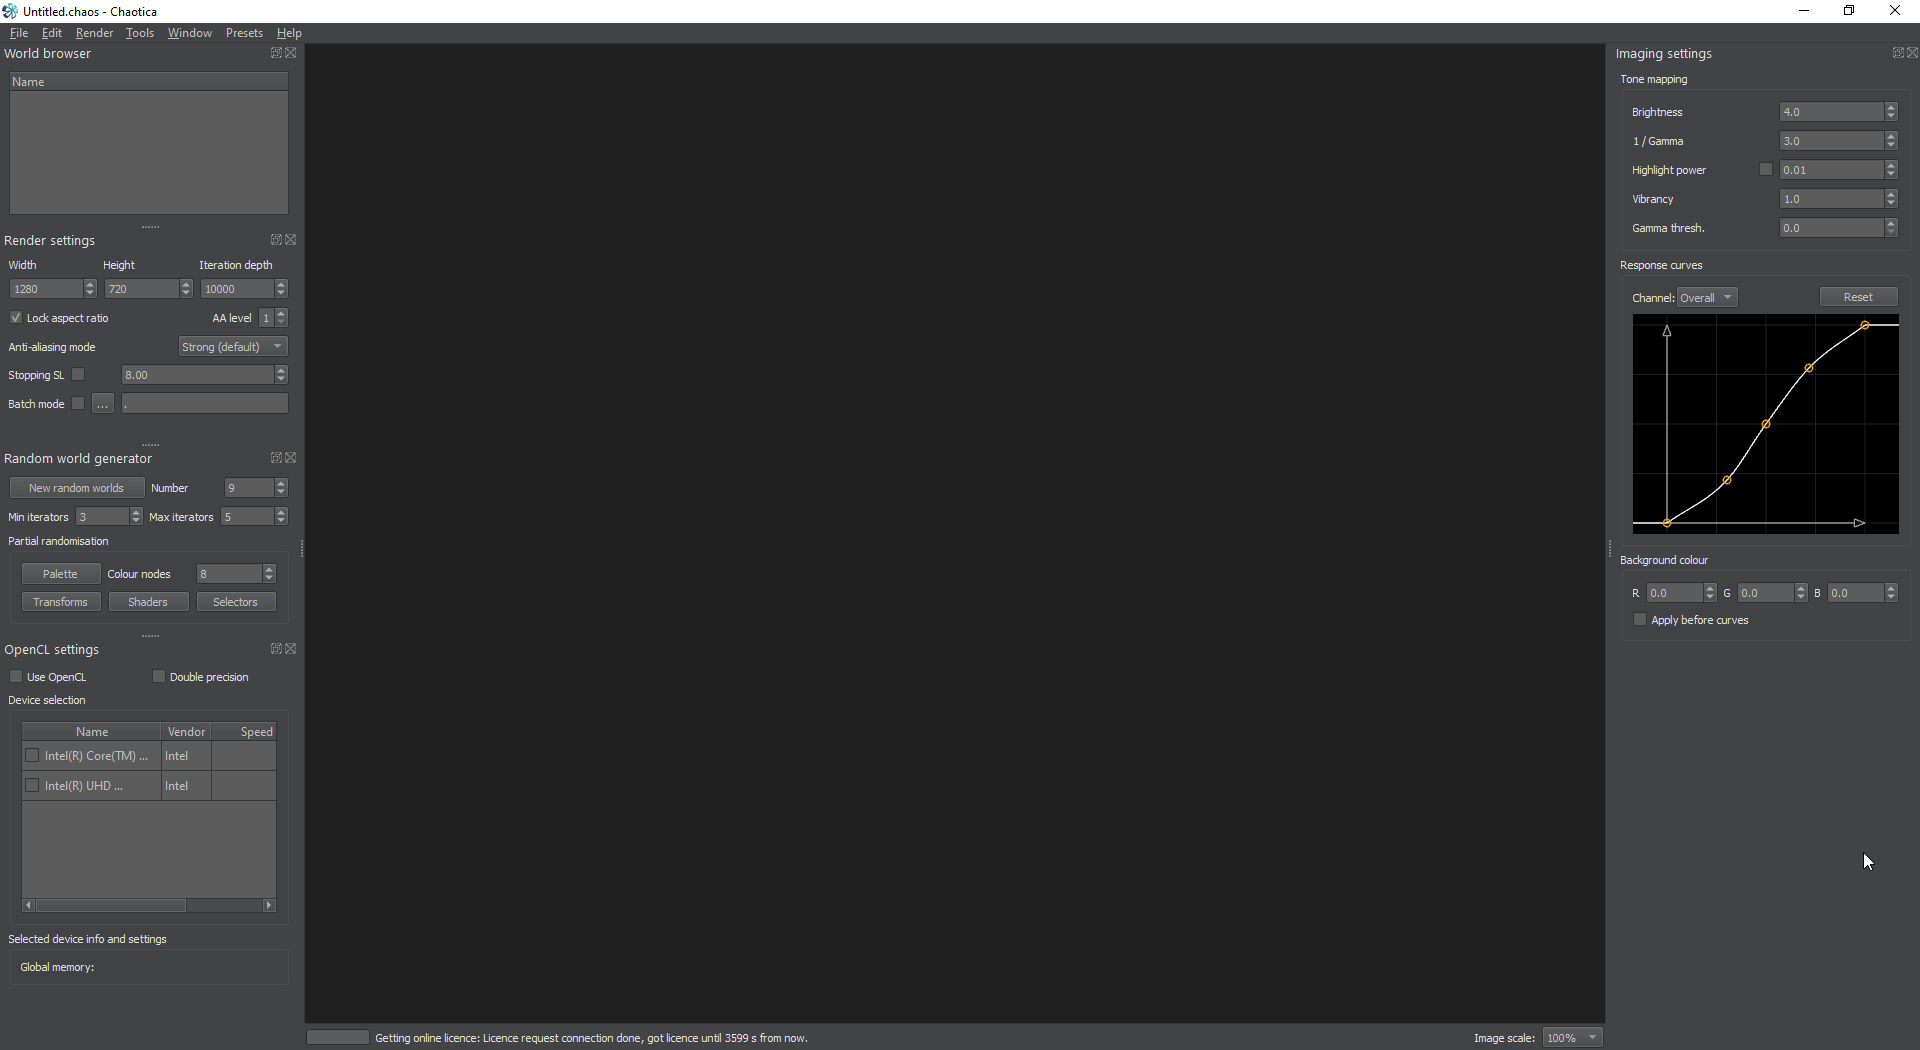 Untitled.chaos - Chaotica
File Edit Render Tools Window Presets Help
World browser
Name
Render settings
Width Height Iteration depth
1280 720 10000
Lock aspect ratio AA level 1
Anti-aliasing mode Strong (default)
Stopping SL 8.00
Batch mode ... .
Random world generator
New random worlds Number 9
Min iterators 3 Max iterators 5
Partial randomisation
Palette Colour nodes 8
Transforms Shaders Selectors
OpenCL settings
Use OpenCL Double precision
Device selection
Name Vendor Speed
Intel(R) Core(TM) ... Intel
Intel(R) UHD ... Intel
Selected device info and settings
Global memory:
Getting online licence: Licence request connection done, got licence until 3599 s from now.
Image scale: 100%
Imaging settings
Tone mapping
Brightness 4.0
1 / Gamma 3.0
Highlight power 0.01
Vibrancy 1.0
Gamma thresh. 0.0
Response curves
Channel: Overall Reset
Background colour
R 0.0 G 0.0 B 0.0
Apply before curves